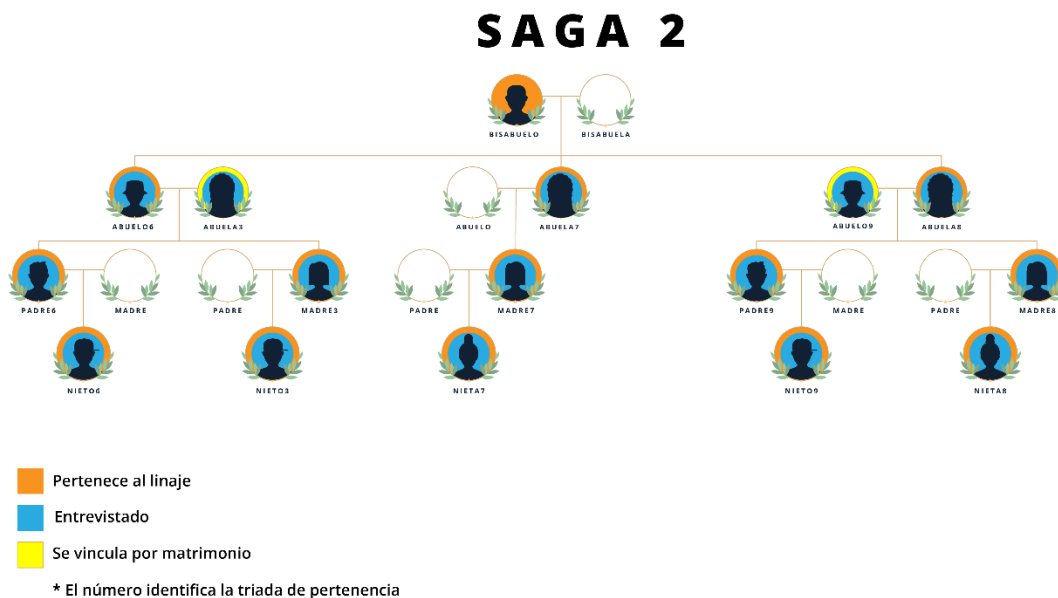 SAGA 2
BISABUELO BISABUELA
ABUELO6 ABUELA3 ABUELO ABUELA7 ABUELO9 ABUELA8
PADRE6 MADRE PADRE MADRE3 PADRE MADRE7 PADRE9 MADRE PADRE MADRE8
NIETO6 NIETO3 NIETA7 NIETO9 NIETA8
Pertenece al linaje
Entrevistado
Se vincula por matrimonio
* El número identifica la triada de pertenencia